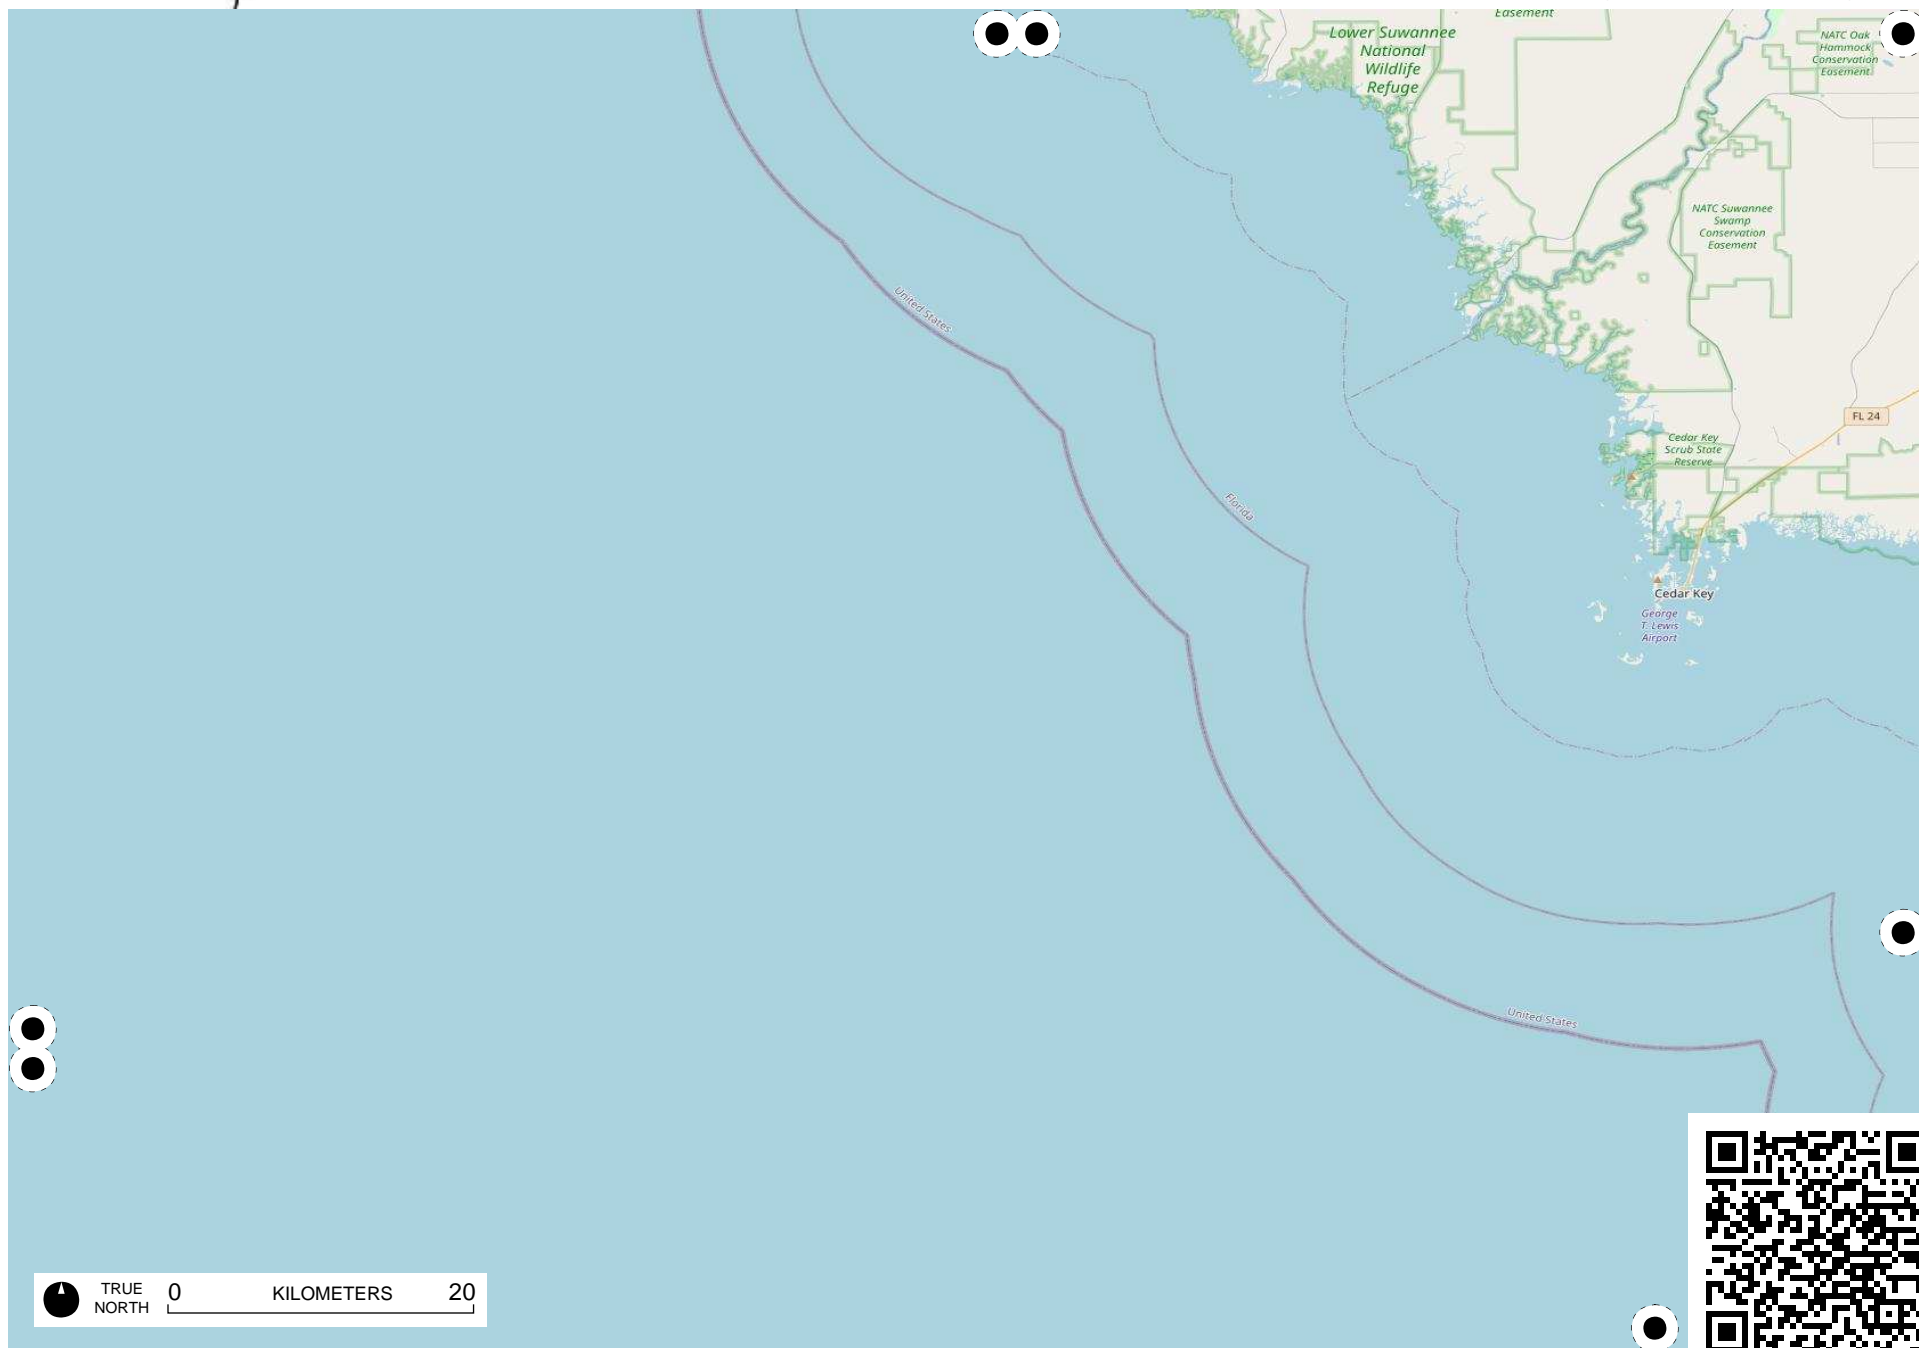 Easement
Lower Suwannee
National
Wildlife
Refuge
NATC Oak
Hammock
Conservation
Easement
NATC Suwannee
Swamp
Conservation
Easement
United States
FL 24
Cedar Key
Scrub State
Reserve
Florida
Cedar Key
George
T. Lewis
Airport
United States
TRUE
NORTH
0 KILOMETERS 20